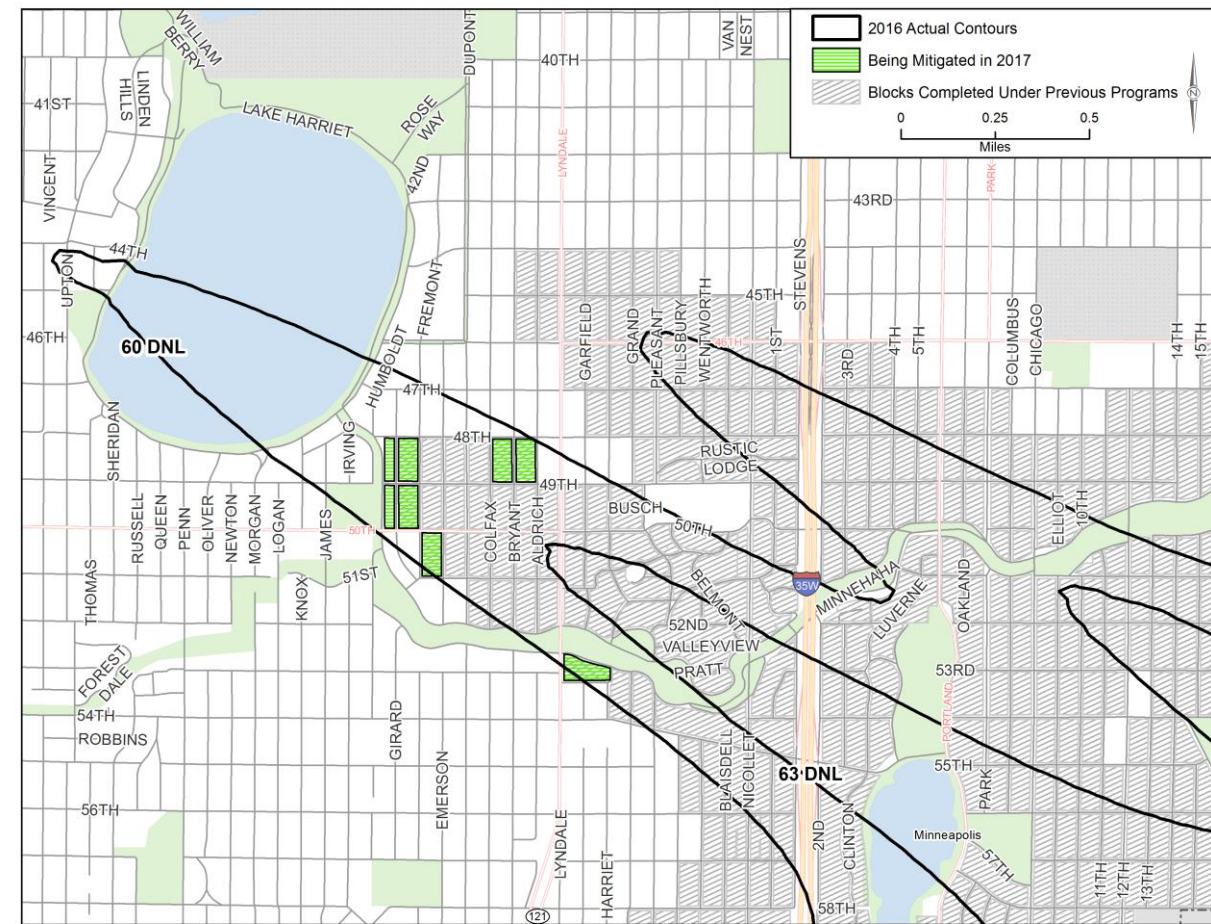 2016 Actual Contours
Being Mitigated in 2017
Blocks Completed Under Previous Programs
N
0
0.25
0.5
Miles
WILLIAM
BERRY
DUPONT
VAN
NEST
40TH
41ST
LINDEN
HILLS
LAKE HARRIET
ROSE
WAY
LYNDALE
PARK
42ND
VINCENT
43RD
44TH
UPTON
FREMONT
STEVENS
45TH
46TH
60 DNL
GARFIELD
GRAND
PLEASANT
PILLSBURY
WENTWORTH
46TH
1ST
3RD
4TH
5TH
COLUMBUS
CHICAGO
14TH
15TH
HUMBOLDT
47TH
SHERIDAN
IRVING
48TH
RUSTIC
LODGE
49TH
RUSSELL
QUEEN
PENN
OLIVER
NEWTON
MORGAN
LOGAN
JAMES
50TH
COLFAX
BRYANT
ALDRICH
BUSCH
50TH
ELLIOT
10TH
THOMAS
KNOX
51ST
BELMONT
35W
MINNEHAHA
LUVERNE
OAKLAND
52ND
VALLEYVIEW
PRATT
53RD
FOREST
DALE
54TH
ROBBINS
GIRARD
PORTLAND
EMERSON
BLAISDELL
NICOLLET
63 DNL
55TH
PARK
56TH
LYNDALE
HARRIET
2ND
CLINTON
Minneapolis
57TH
11TH
12TH
13TH
121
58TH